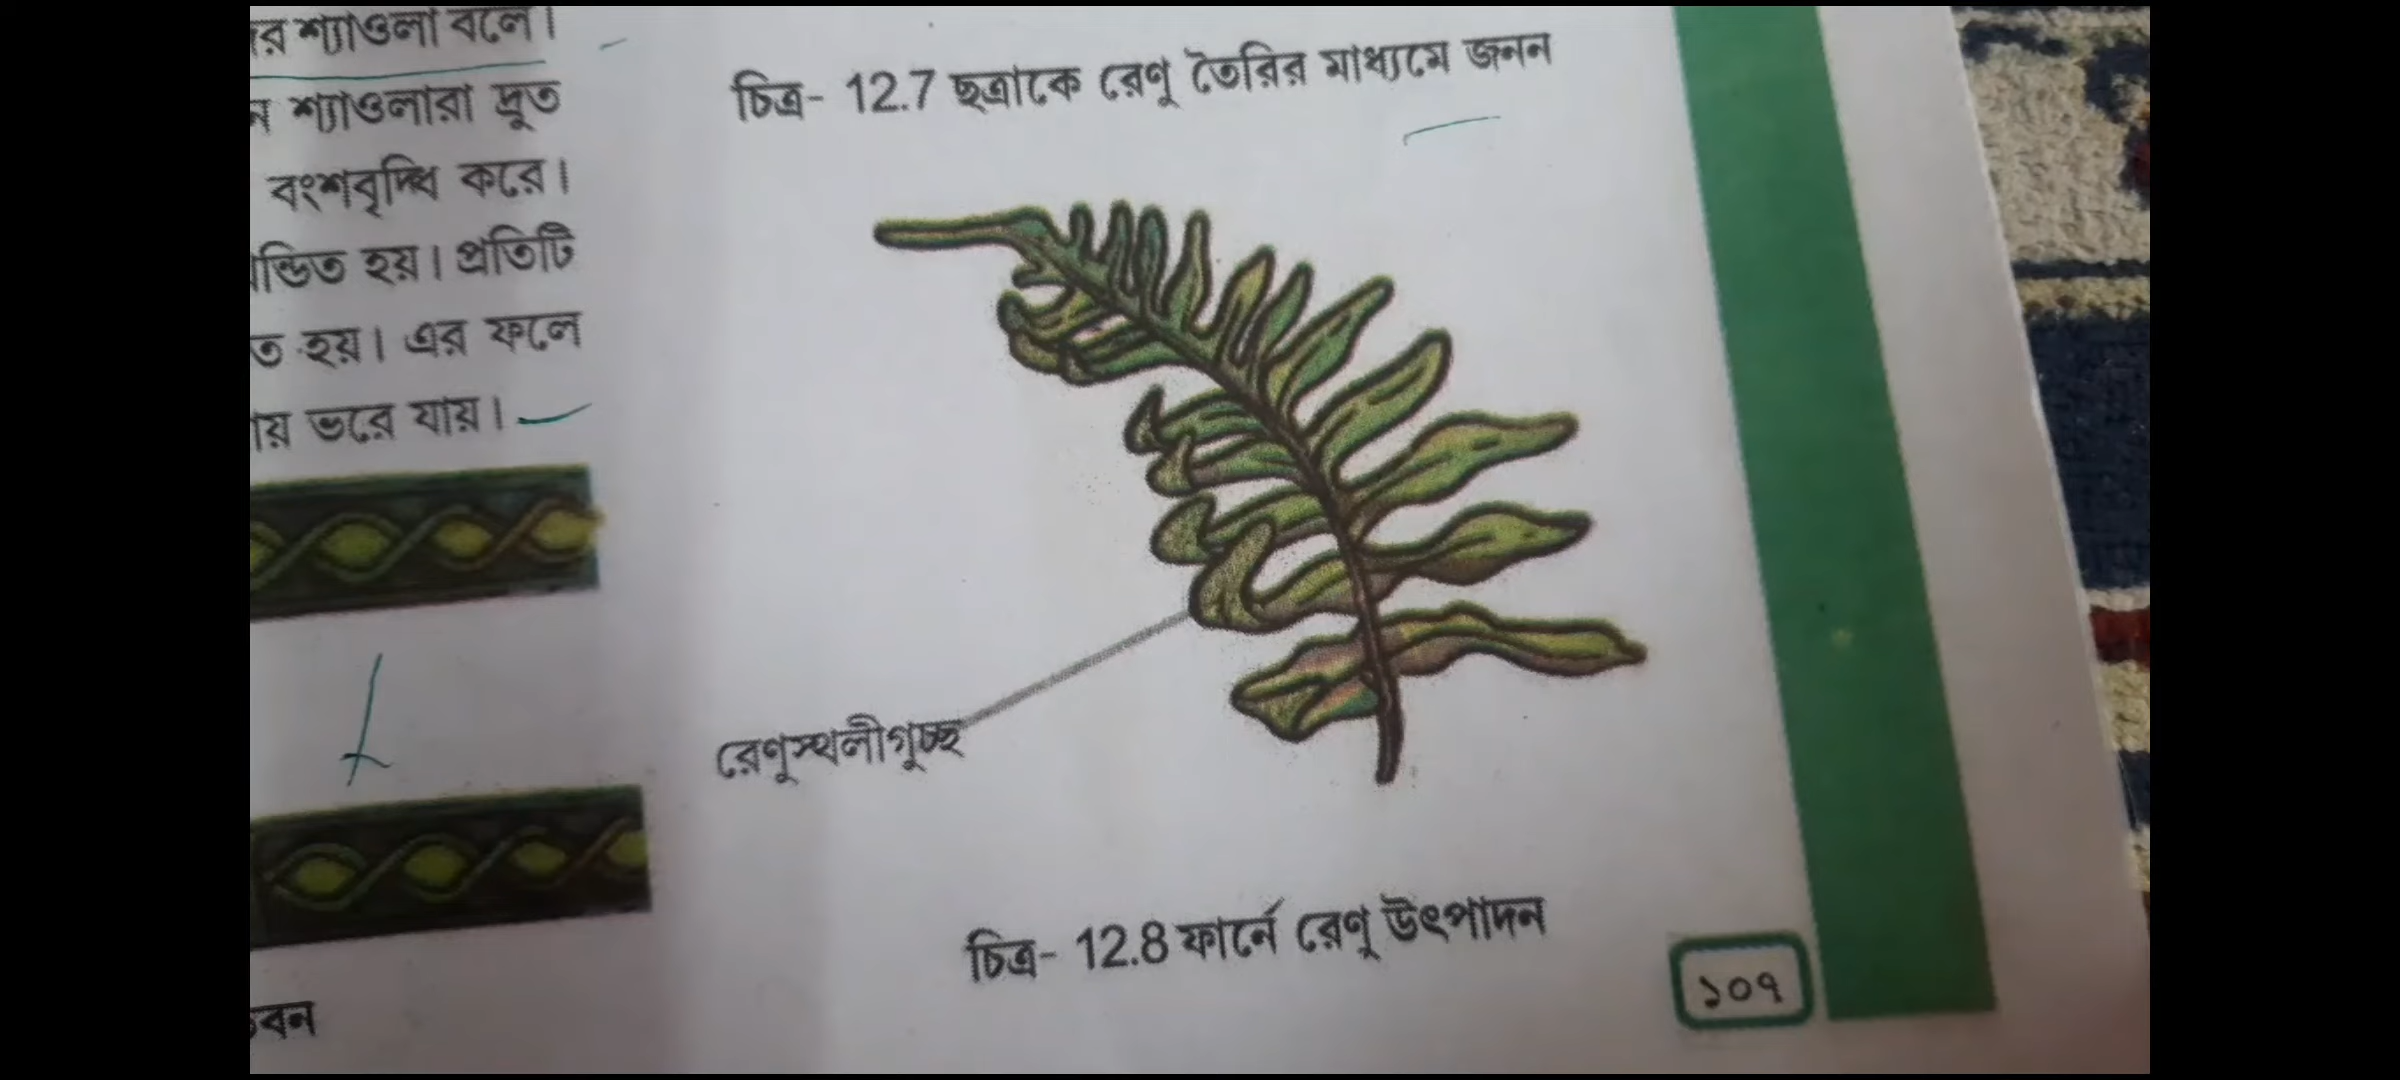 শ্যাওলা বলে।
শ্যাওলারা দ্রুত
বংশবৃদ্ধি করে।
হয়। প্রতিটি
হয়। এর ফলে
ভরে যায়।
চিত্র- 12.7 ছত্রাকে রেণু তৈরির মাধ্যমে জনন
রেণুস্থলীগুচ্ছ
চিত্র- 12.8 ফার্নে রেণু উৎপাদন
১০৭